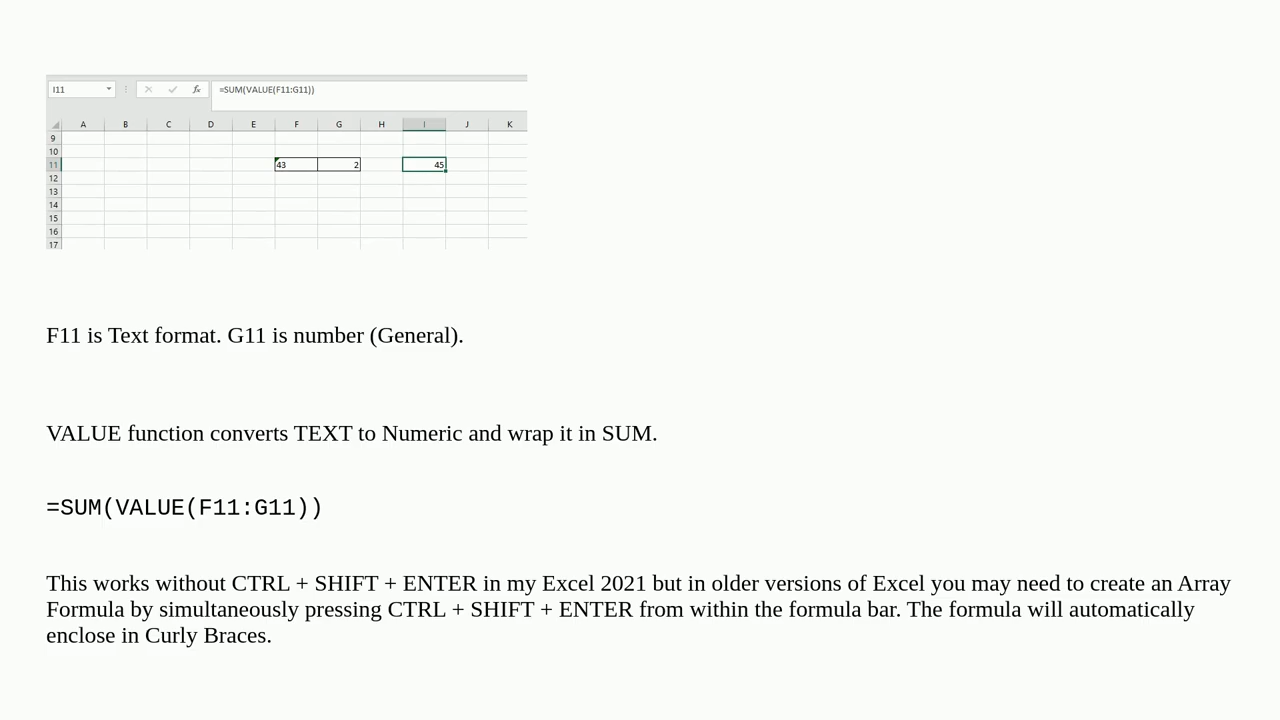 I11
fx
=SUM(VALUE(F11:G11))
A B C D E F G H I J K
9
10
11 43 2 45
12
13
14
15
16
17
F11 is Text format. G11 is number (General).
VALUE function converts TEXT to Numeric and wrap it in SUM.
=SUM(VALUE(F11:G11))
This works without CTRL + SHIFT + ENTER in my Excel 2021 but in older versions of Excel you may need to create an Array
Formula by simultaneously pressing CTRL + SHIFT + ENTER from within the formula bar. The formula will automatically
enclose in Curly Braces.